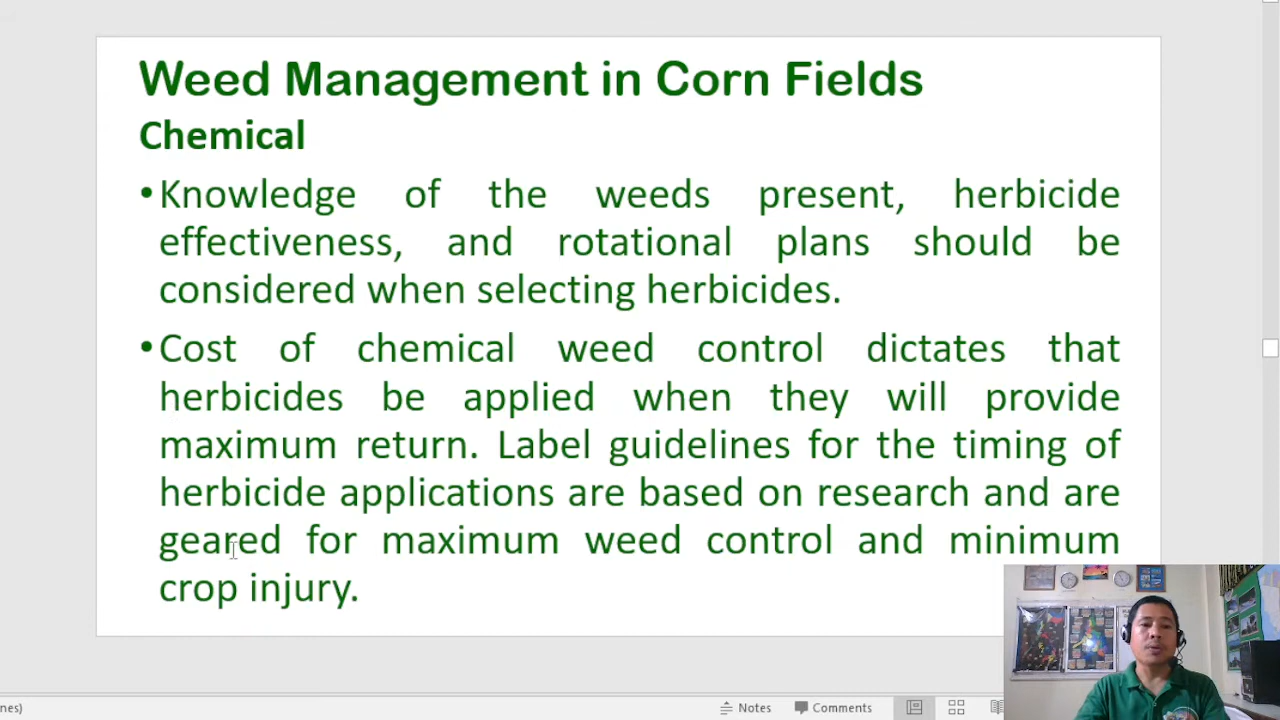 Weed Management in Corn Fields
Chemical
•Knowledge of the weeds present, herbicide
effectiveness, and rotational plans should be
considered when selecting herbicides.
•Cost of chemical weed control dictates that
herbicides be applied when they will provide
maximum return. Label guidelines for the timing of
herbicide applications are based on research and are
geared for maximum weed control and minimum
crop injury.
nes)
Notes
Comments